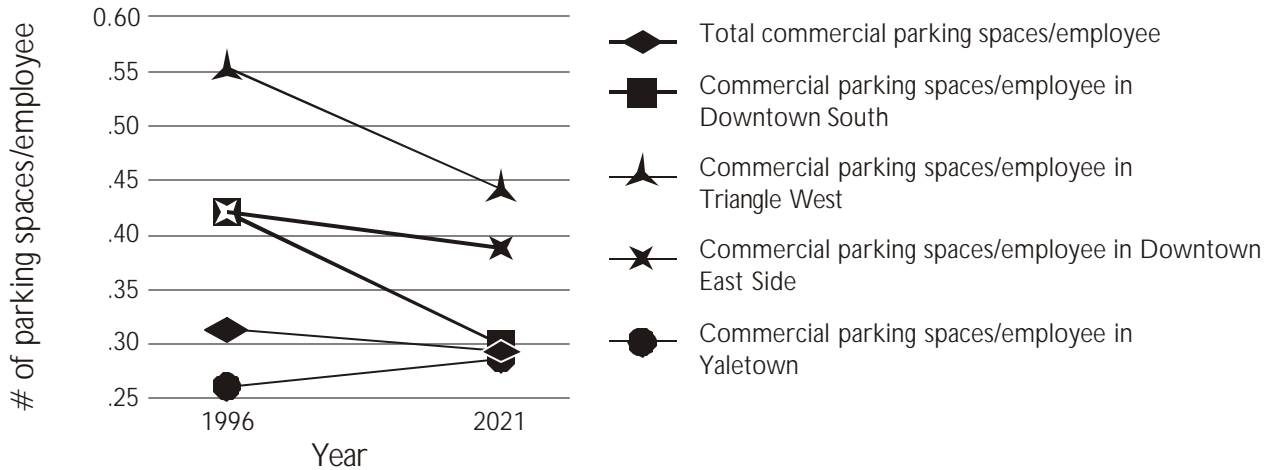 # of parking spaces/employee
0.60
.55
.50
.45
.40
.35
.30
.25
1996 2021
Year
Total commercial parking spaces/employee
Commercial parking spaces/employee in
Downtown South
Commercial parking spaces/employee in
Triangle West
Commercial parking spaces/employee in Downtown
East Side
Commercial parking spaces/employee in
Yaletown